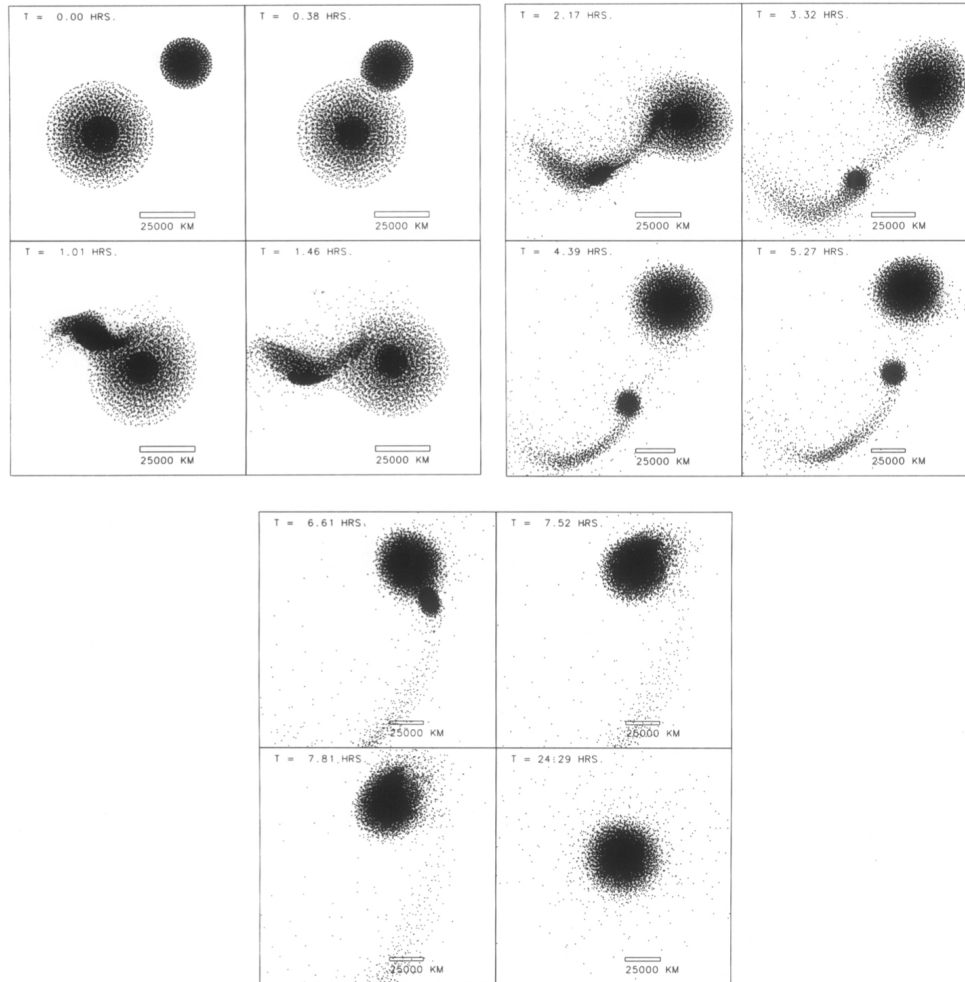 T = 0.00 HRS.
25000 KM
T = 0.38 HRS.
25000 KM
T = 1.01 HRS.
25000 KM
T = 1.46 HRS.
25000 KM
T = 2.17 HRS.
25000 KM
T = 3.32 HRS.
25000 KM
T = 4.39 HRS.
25000 KM
T = 5.27 HRS.
25000 KM
T = 6.61 HRS.
25000 KM
T = 7.52 HRS.
25000 KM
T = 7.81 HRS.
25000 KM
T = 24.29 HRS.
25000 KM